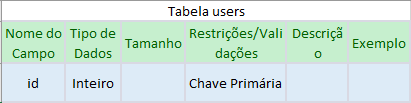 Tabela users
Nome do Campo Tipo de Dados Tamanho Restrições/Validações Descrição Exemplo
id Inteiro Chave Primária